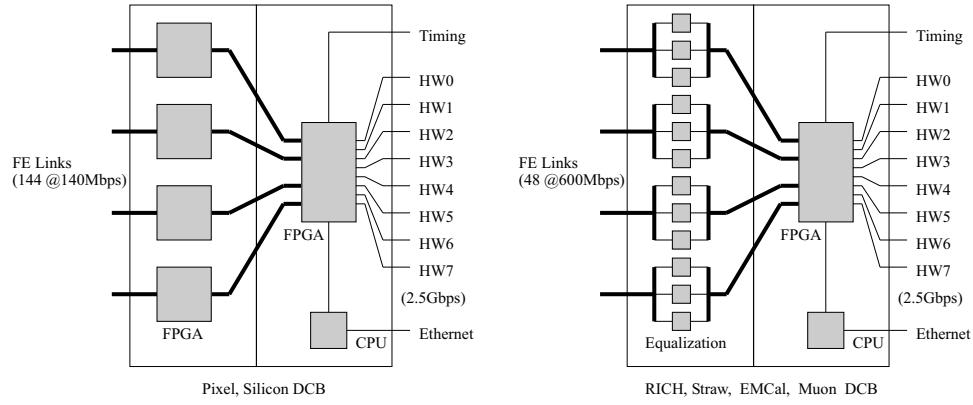 Timing
HW0
HW1
HW2
HW3
HW4
HW5
HW6
HW7
(2.5Gbps)
Ethernet
FE Links
(144 @140Mbps)
FPGA
FPGA
CPU
Pixel, Silicon DCB
Timing
HW0
HW1
HW2
HW3
HW4
HW5
HW6
HW7
(2.5Gbps)
Ethernet
FE Links
(48 @600Mbps)
FPGA
Equalization
CPU
RICH, Straw, EMCal, Muon DCB